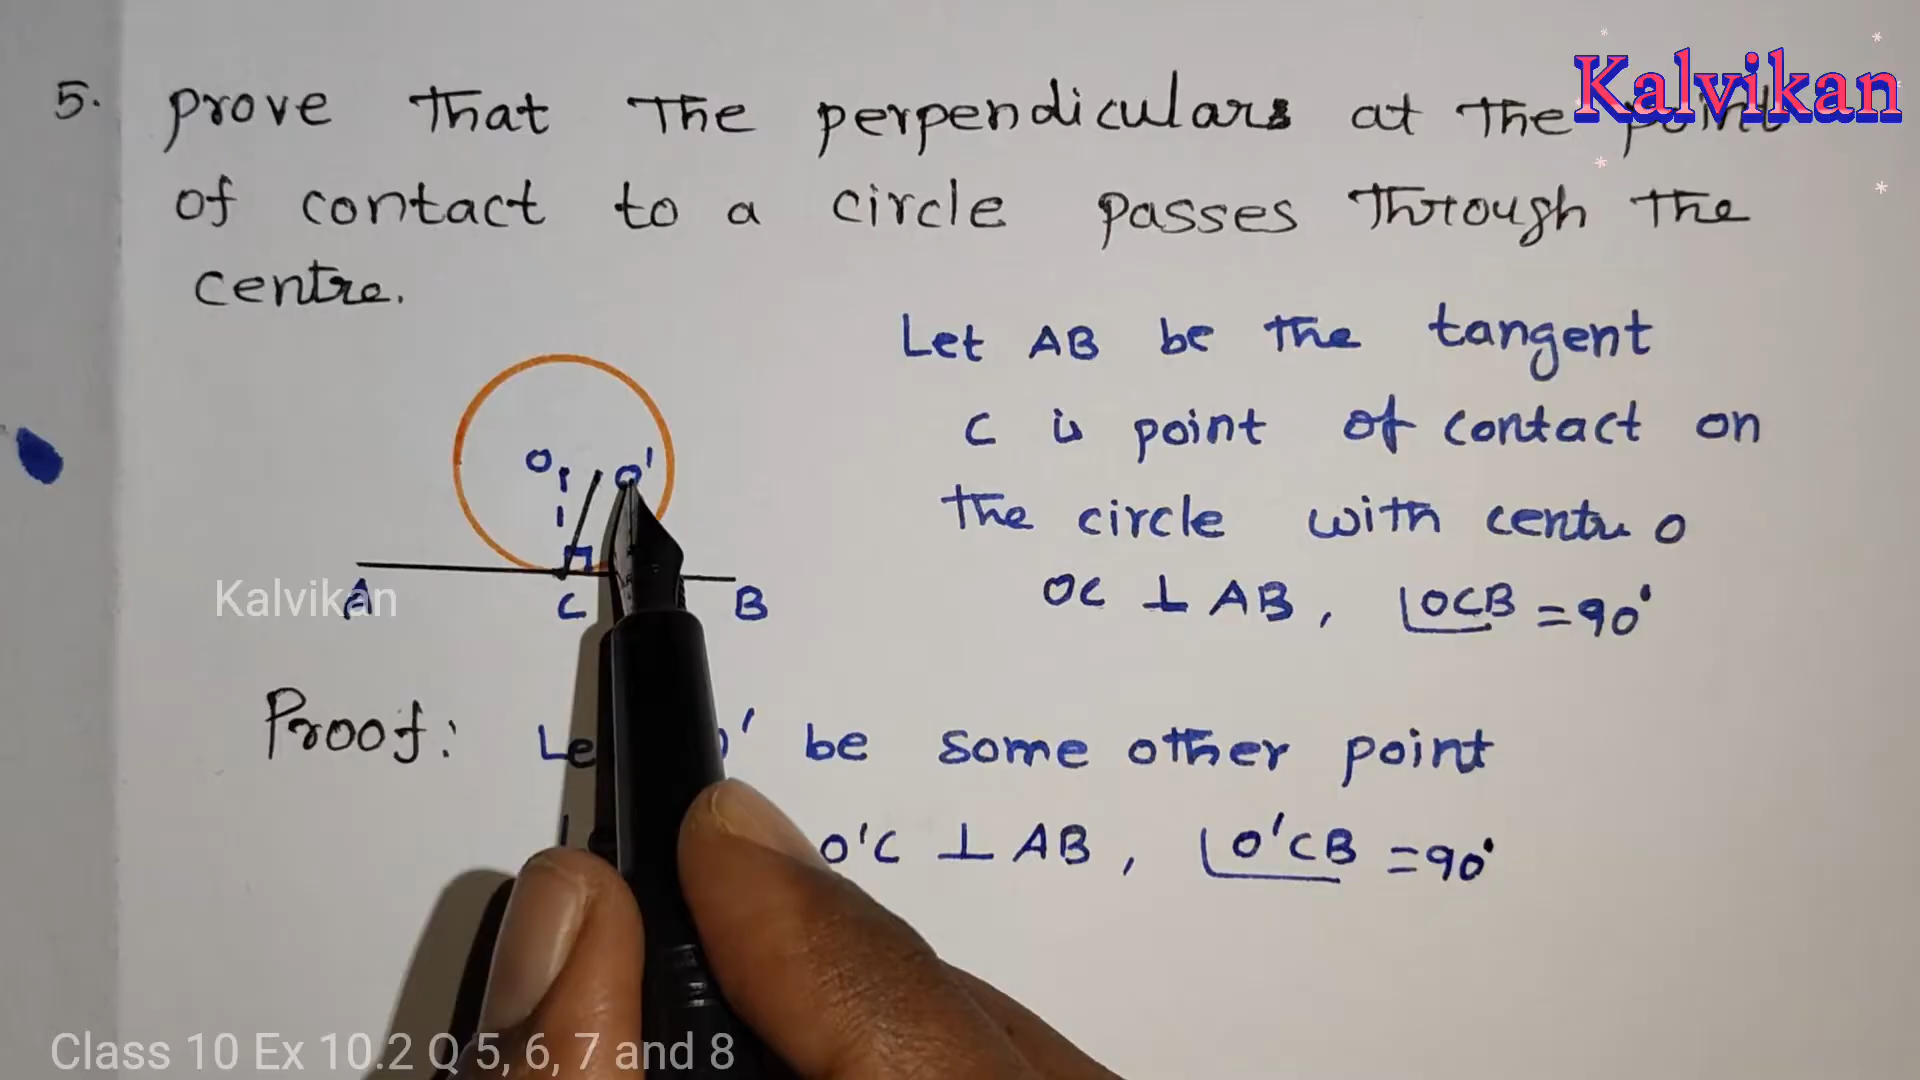 5. Prove that the perpendiculars at the point
of contact to a circle passes through the
centre.
Kalvikan
Let AB be the tangent
C is point of contact on
the circle with centre O
OC ⊥ AB, ∠OCB = 90°
O O'
A C B
Kalvikan
Proof: O' be some other point
O'C ⊥ AB, ∠O'CB = 90°
Class 10 Ex 10.2 Q 5, 6, 7 and 8